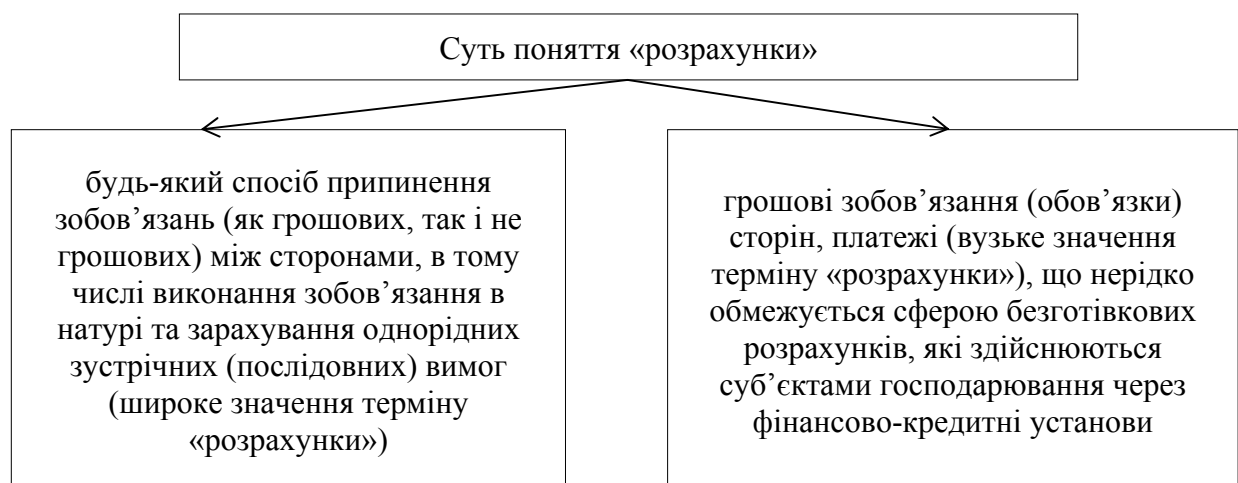 Суть поняття «розрахунки»
будь-який спосіб припинення
зобов’язань (як грошових, так і не
грошових) між сторонами, в тому
числі виконання зобов’язання в
натурі та зарахування однорідних
зустрічних (послідовних) вимог
(широке значення терміну
«розрахунки»)
грошові зобов’язання (обов’язки)
сторін, платежі (вузьке значення
терміну «розрахунки»), що нерідко
обмежується сферою безготівкових
розрахунків, які здійснюються
суб’єктами господарювання через
фінансово-кредитні установи